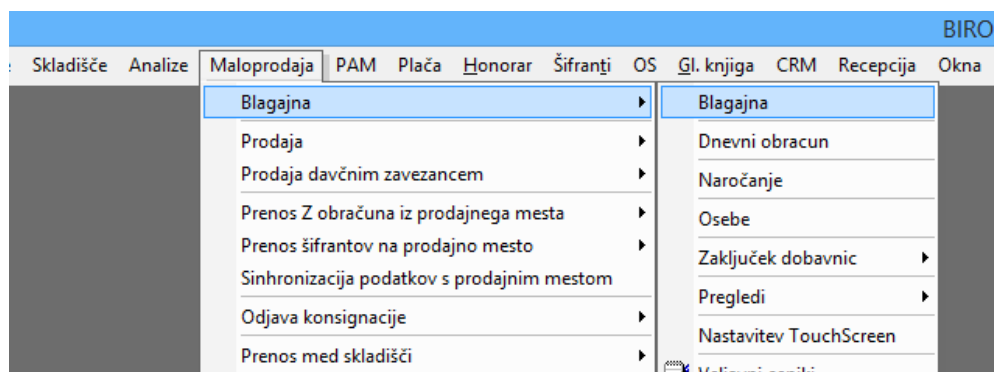 BIRO
Skladišče Analize Maloprodaja PAM Plača Honorar Šifranti OS Gl. knjiga CRM Recepcija Okna
Blagajna
Prodaja
Prodaja davčnim zavezancem
Prenos Z obračuna iz prodajnega mesta
Prenos šifrantov na prodajno mesto
Sinhronizacija podatkov s prodajnim mestom
Odjava konsignacije
Prenos med skladišči
Blagajna
Dnevni obracun
Naročanje
Osebe
Zaključek dobavnic
Pregledi
Nastavitev TouchScreen